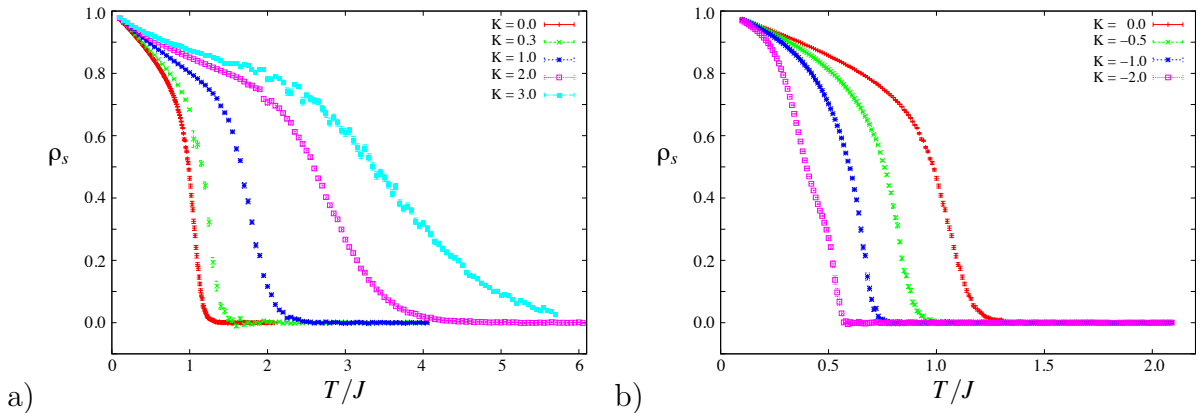 K = 0.0
K = 0.3
K = 1.0
K = 2.0
K = 3.0
1.0
0.8
0.6
0.4
0.2
0.0
ρs
0 1 2 3 4 5 6
T/J
a)
K = 0.0
K = −0.5
K = −1.0
K = −2.0
1.0
0.8
0.6
0.4
0.2
0.0
ρs
0.0 0.5 1.0 1.5 2.0
T/J
b)